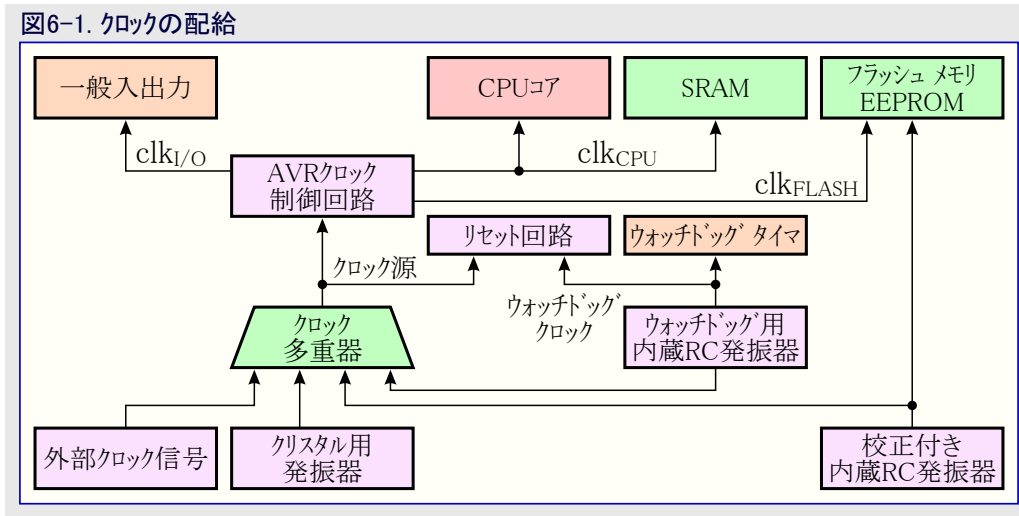 図6-1. ｸﾛｯｸの配給
一般入出力
CPUｺｱ
SRAM
ﾌﾗｯｼｭ ﾒﾓﾘ
EEPROM
clkI/O
AVRｸﾛｯｸ
制御回路
clkCPU
clkFLASH
ﾘｾｯﾄ回路
ｳｫｯﾁﾄﾞｯｸﾞ ﾀｲﾏ
ｸﾛｯｸ源
ｳｫｯﾁﾄﾞｯｸﾞ
ｸﾛｯｸ
ｸﾛｯｸ
多重器
ｳｫｯﾁﾄﾞｯｸﾞ用
内蔵RC発振器
外部ｸﾛｯｸ信号
ｸﾘｽﾀﾙ用
発振器
校正付き
内蔵RC発振器